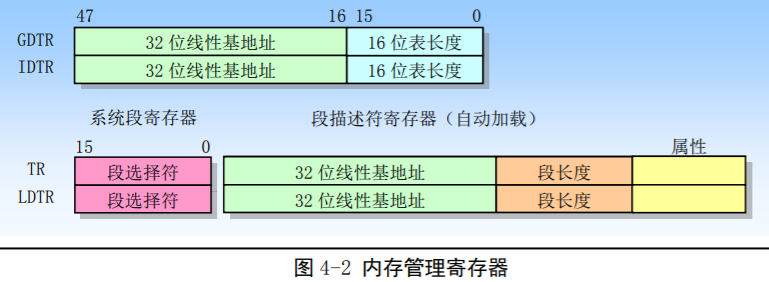 47 16 15 0
GDTR 32 位线性基地址 16 位表长度
IDTR 32 位线性基地址 16 位表长度
系统段寄存器 段描述符寄存器（自动加载）
15 0 属性
TR 段选择符 32 位线性基地址 段长度
LDTR 段选择符 32 位线性基地址 段长度
图 4-2 内存管理寄存器